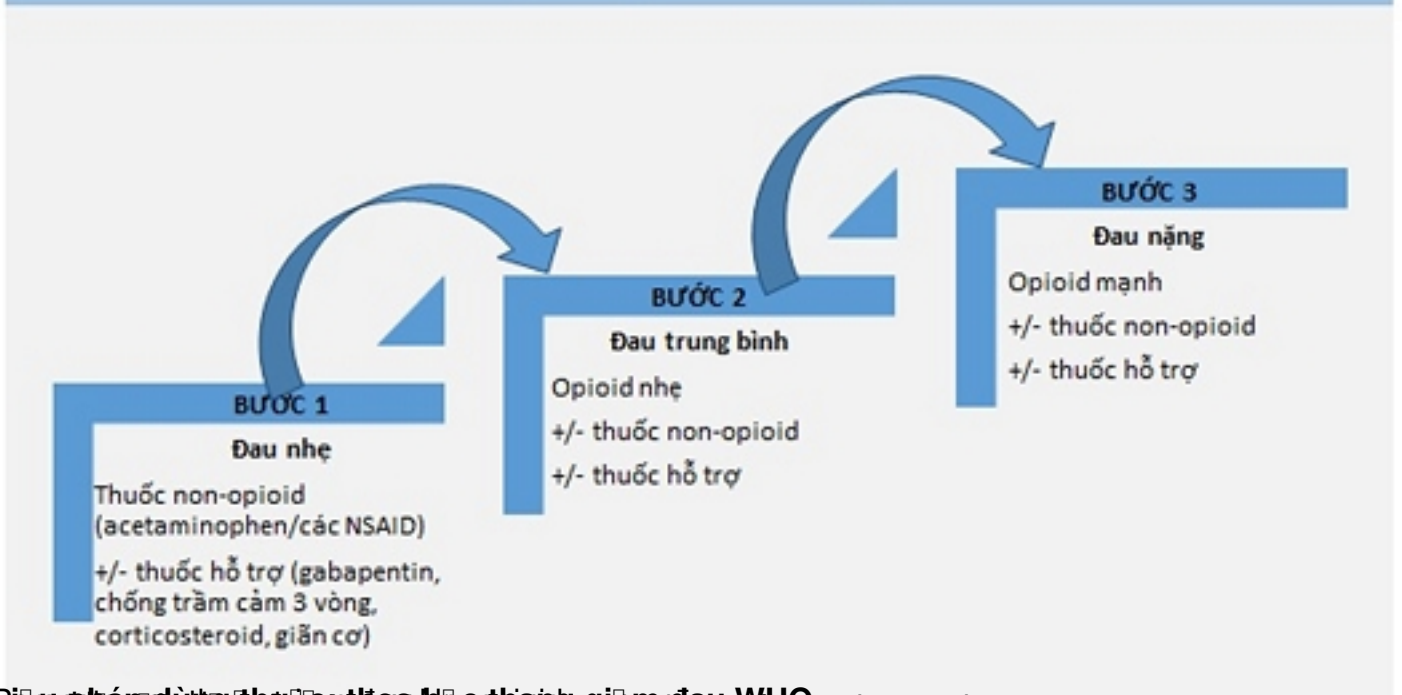 BƯỚC 1
Đau nhẹ
Thuốc non-opioid
(acetaminophen/các NSAID)
+/- thuốc hỗ trợ (gabapentin,
chống trầm cảm 3 vòng,
corticosteroid, giãn cơ)
BƯỚC 2
Đau trung bình
Opioid nhẹ
+/- thuốc non-opioid
+/- thuốc hỗ trợ
BƯỚC 3
Đau nặng
Opioid mạnh
+/- thuốc non-opioid
+/- thuốc hỗ trợ
đau WHO